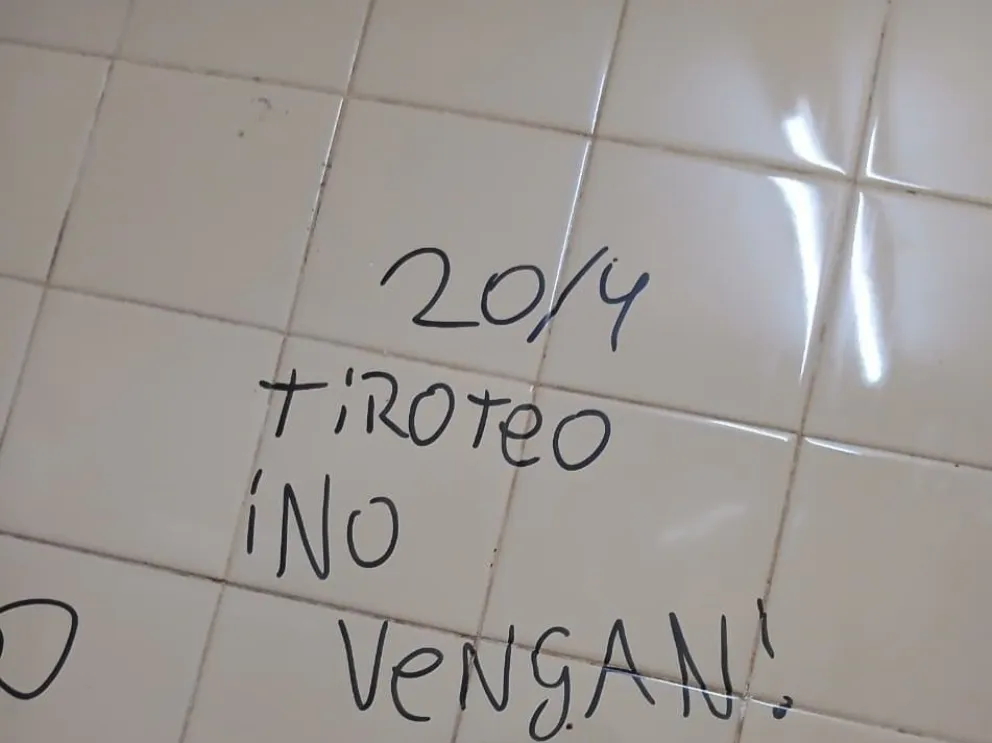 20/4
tiROTeO
¡NO
VeNgAN!
O